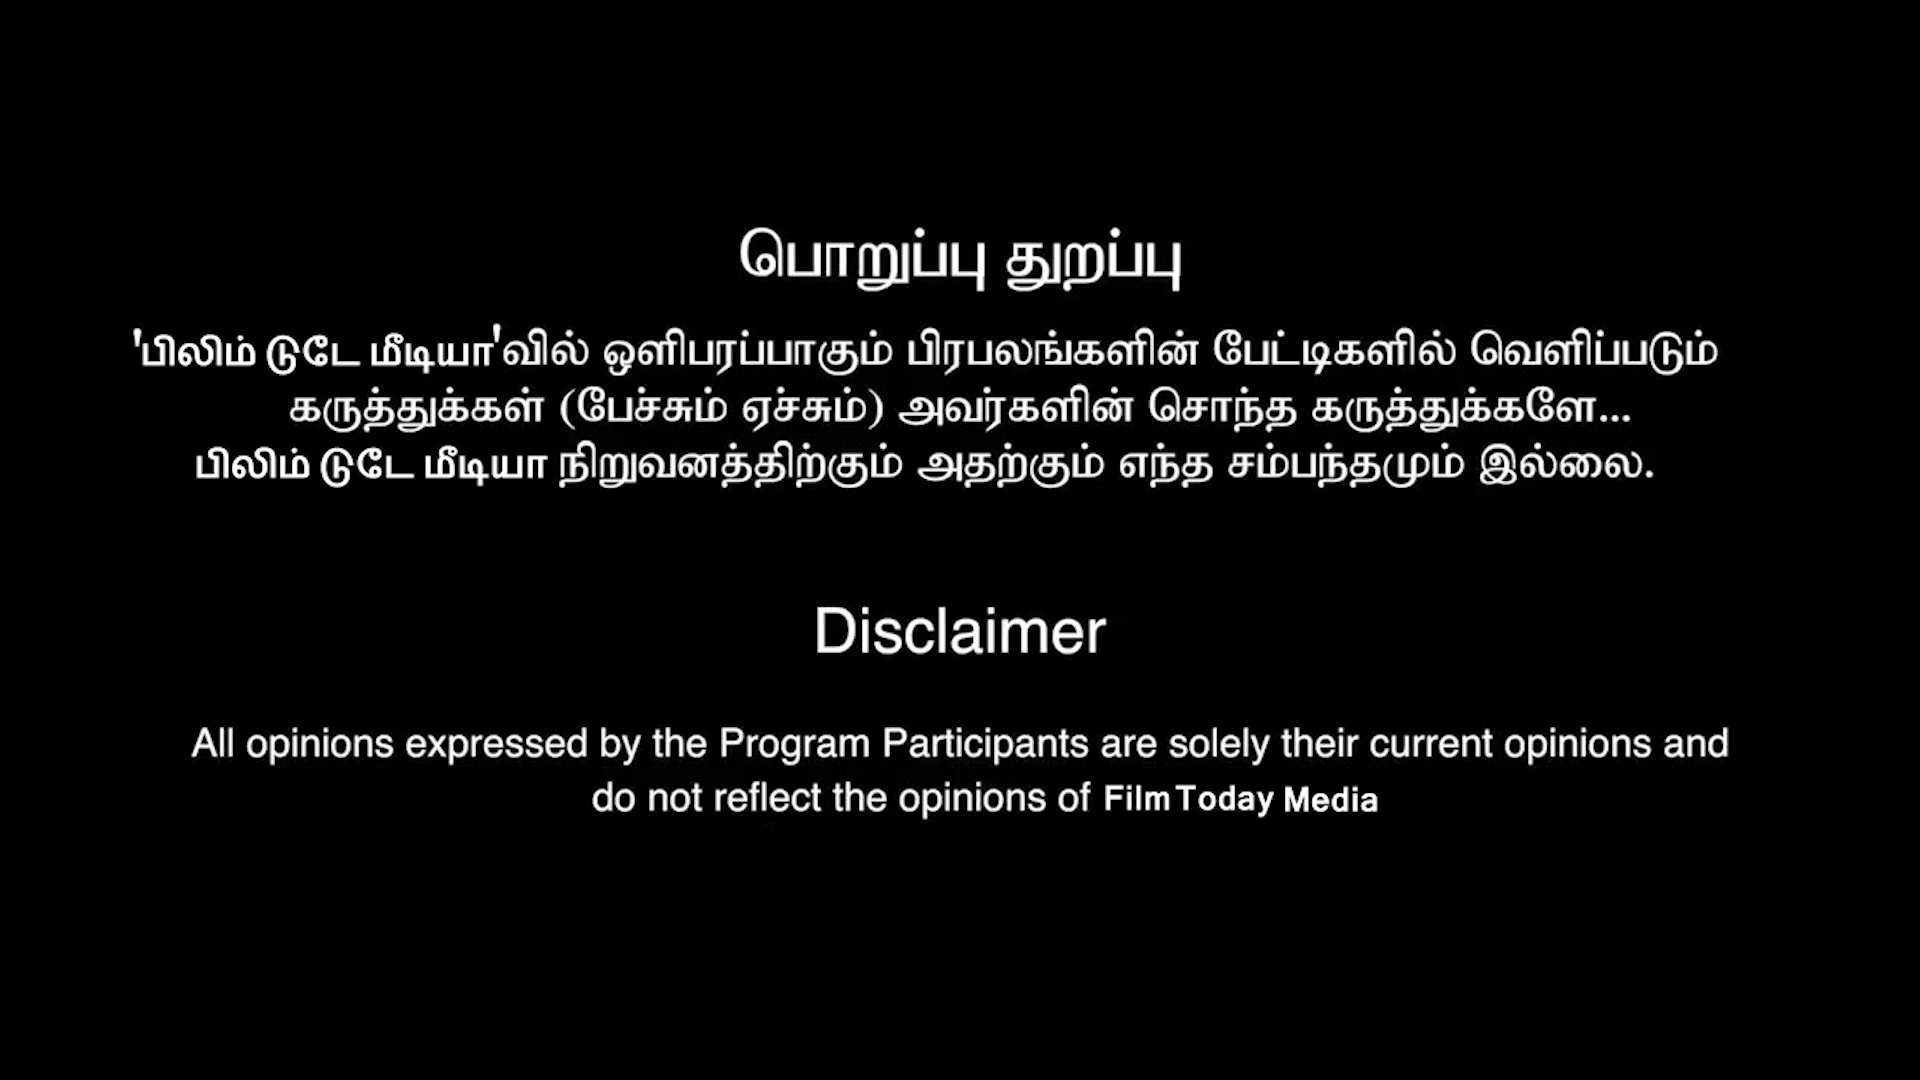 பொறுப்பு துறப்பு
'பிலிம் டுடே மீடியா'வில் ஒளிபரப்பாகும் பிரபலங்களின் பேட்டிகளில் வெளிப்படும்
கருத்துக்கள் (பேச்சும் ஏச்சும்) அவர்களின் சொந்த கருத்துக்களே...
பிலிம் டுடே மீடியா நிறுவனத்திற்கும் அதற்கும் எந்த சம்பந்தமும் இல்லை.
Disclaimer
All opinions expressed by the Program Participants are solely their current opinions and
do not reflect the opinions of Film Today Media